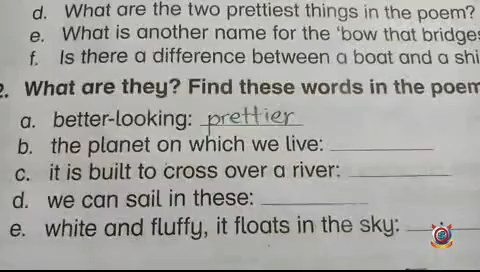 d. What are the two prettiest things in the poem?
e. What is another name for the 'bow that bridges
f. Is there a difference between a boat and a
2. What are they? Find these words in the poem
a. better-looking: prettier
b. the planet on which we live:
c. it is built to cross over a river:
d. we can sail in these:
e. white and fluffy, it floats in the sky: